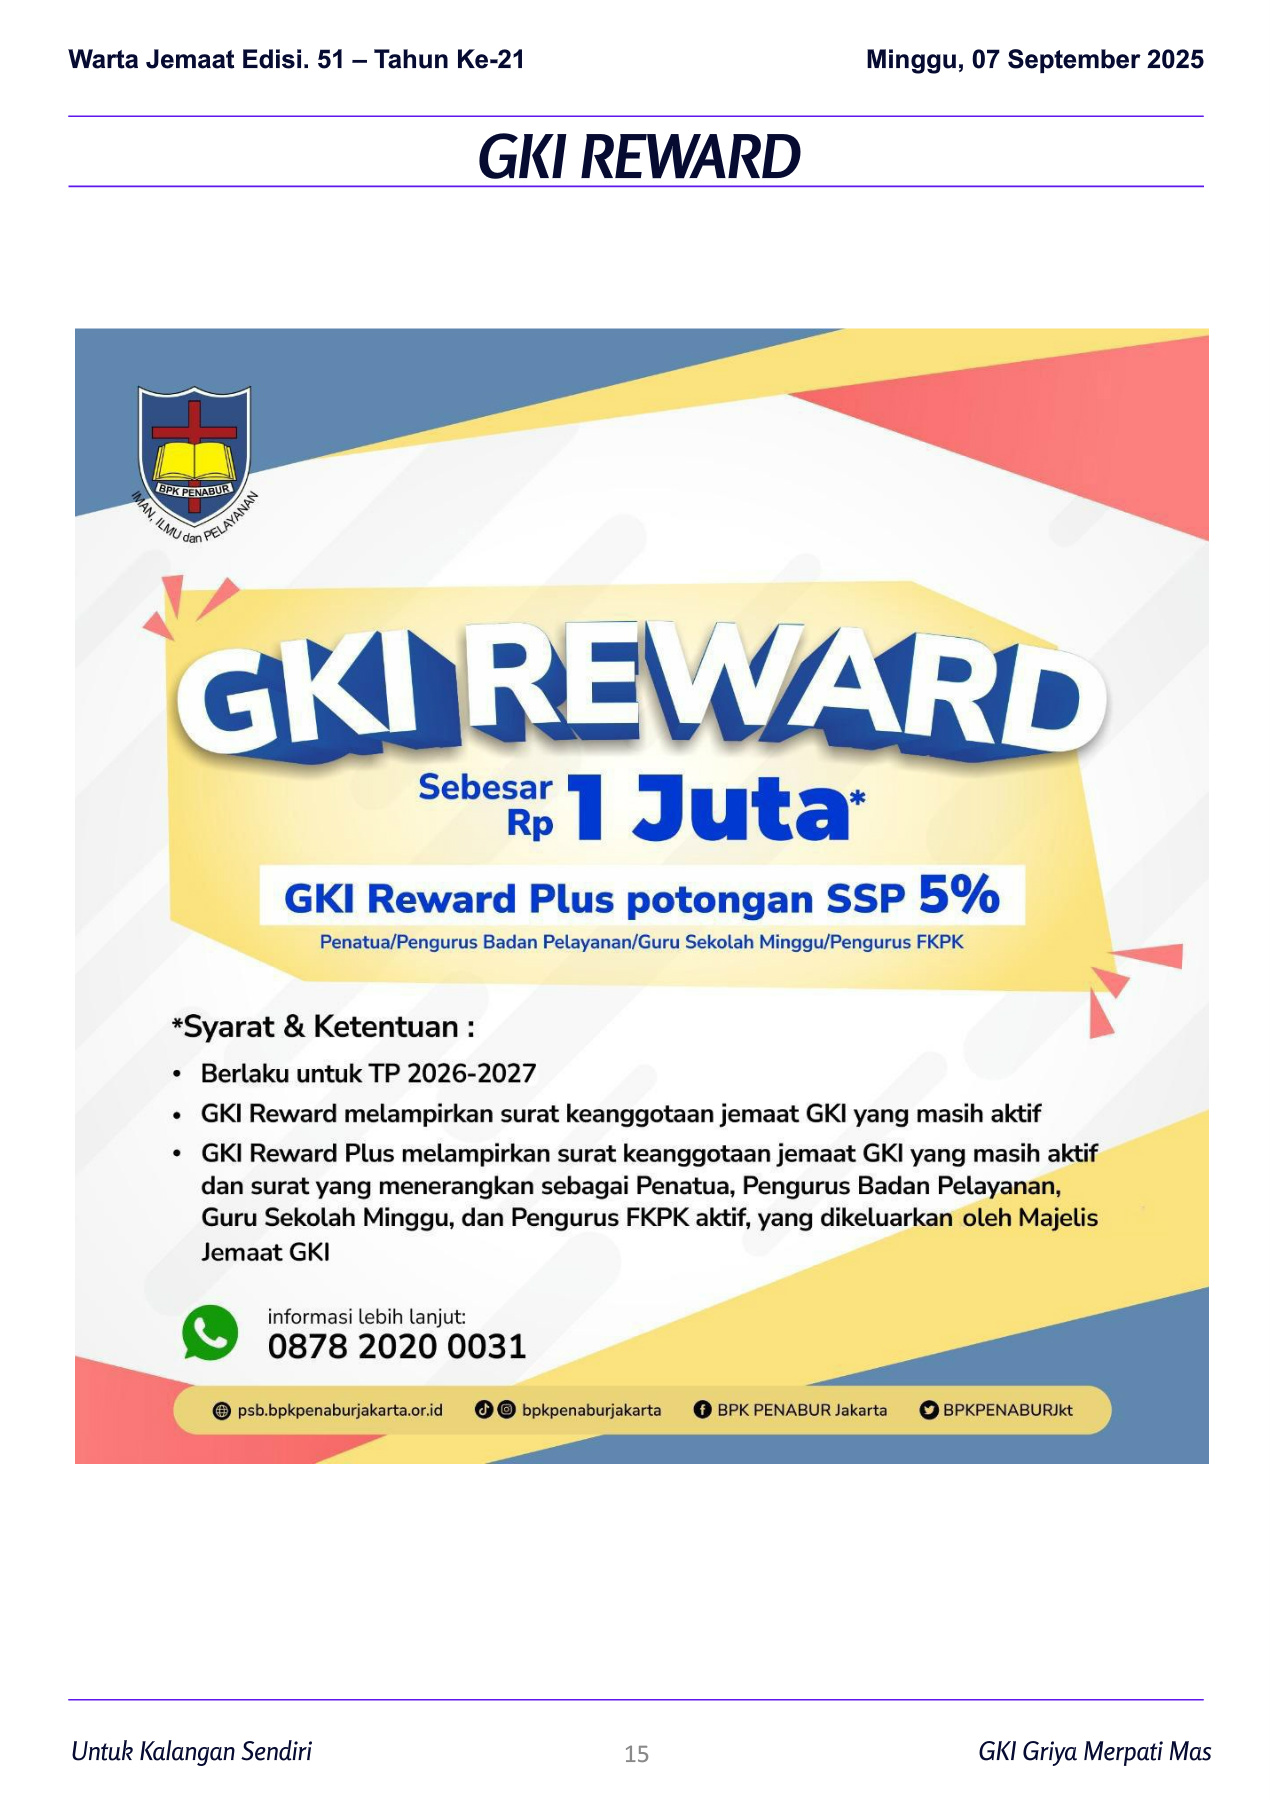 Warta Jemaat Edisi. 51 – Tahun Ke-21
Minggu, 07 September 2025
GKI REWARD
BPK PENABUR
IMAN, ILMU dan PELAYANAN
GKI REWARD
Sebesar
Rp 1 Juta*
GKI Reward Plus potongan SSP 5%
Penatua/Pengurus Badan Pelayanan/Guru Sekolah Minggu/Pengurus FKPK
*Syarat & Ketentuan :
• Berlaku untuk TP 2026-2027
• GKI Reward melampirkan surat keanggotaan jemaat GKI yang masih aktif
• GKI Reward Plus melampirkan surat keanggotaan jemaat GKI yang masih aktif
dan surat yang menerangkan sebagai Penatua, Pengurus Badan Pelayanan,
Guru Sekolah Minggu, dan Pengurus FKPK aktif, yang dikeluarkan oleh Majelis
Jemaat GKI
informasi lebih lanjut:
0878 2020 0031
psb.bpkpenaburjakarta.or.id
bpkpenaburjakarta
BPK PENABUR Jakarta
BPKPENABURJkt
Untuk Kalangan Sendiri
15
GKI Griya Merpati Mas